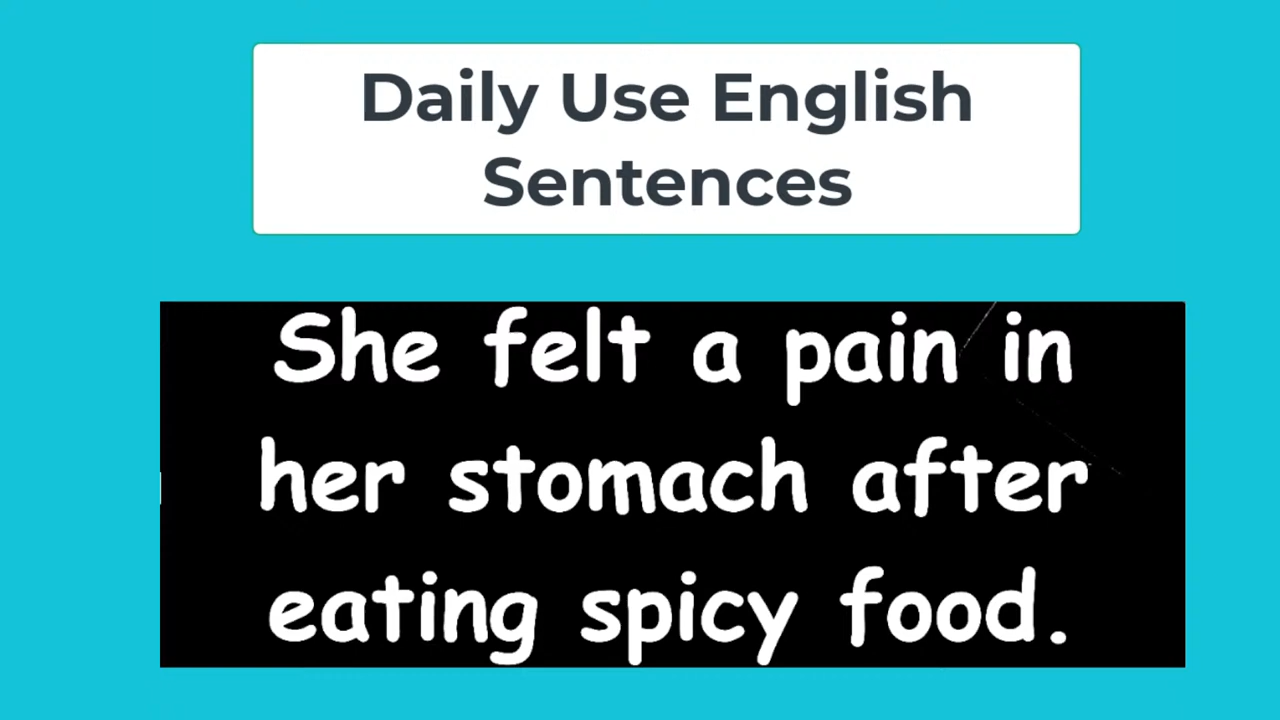 Daily Use English
Sentences
She felt a pain in
her stomach after
eating spicy food.